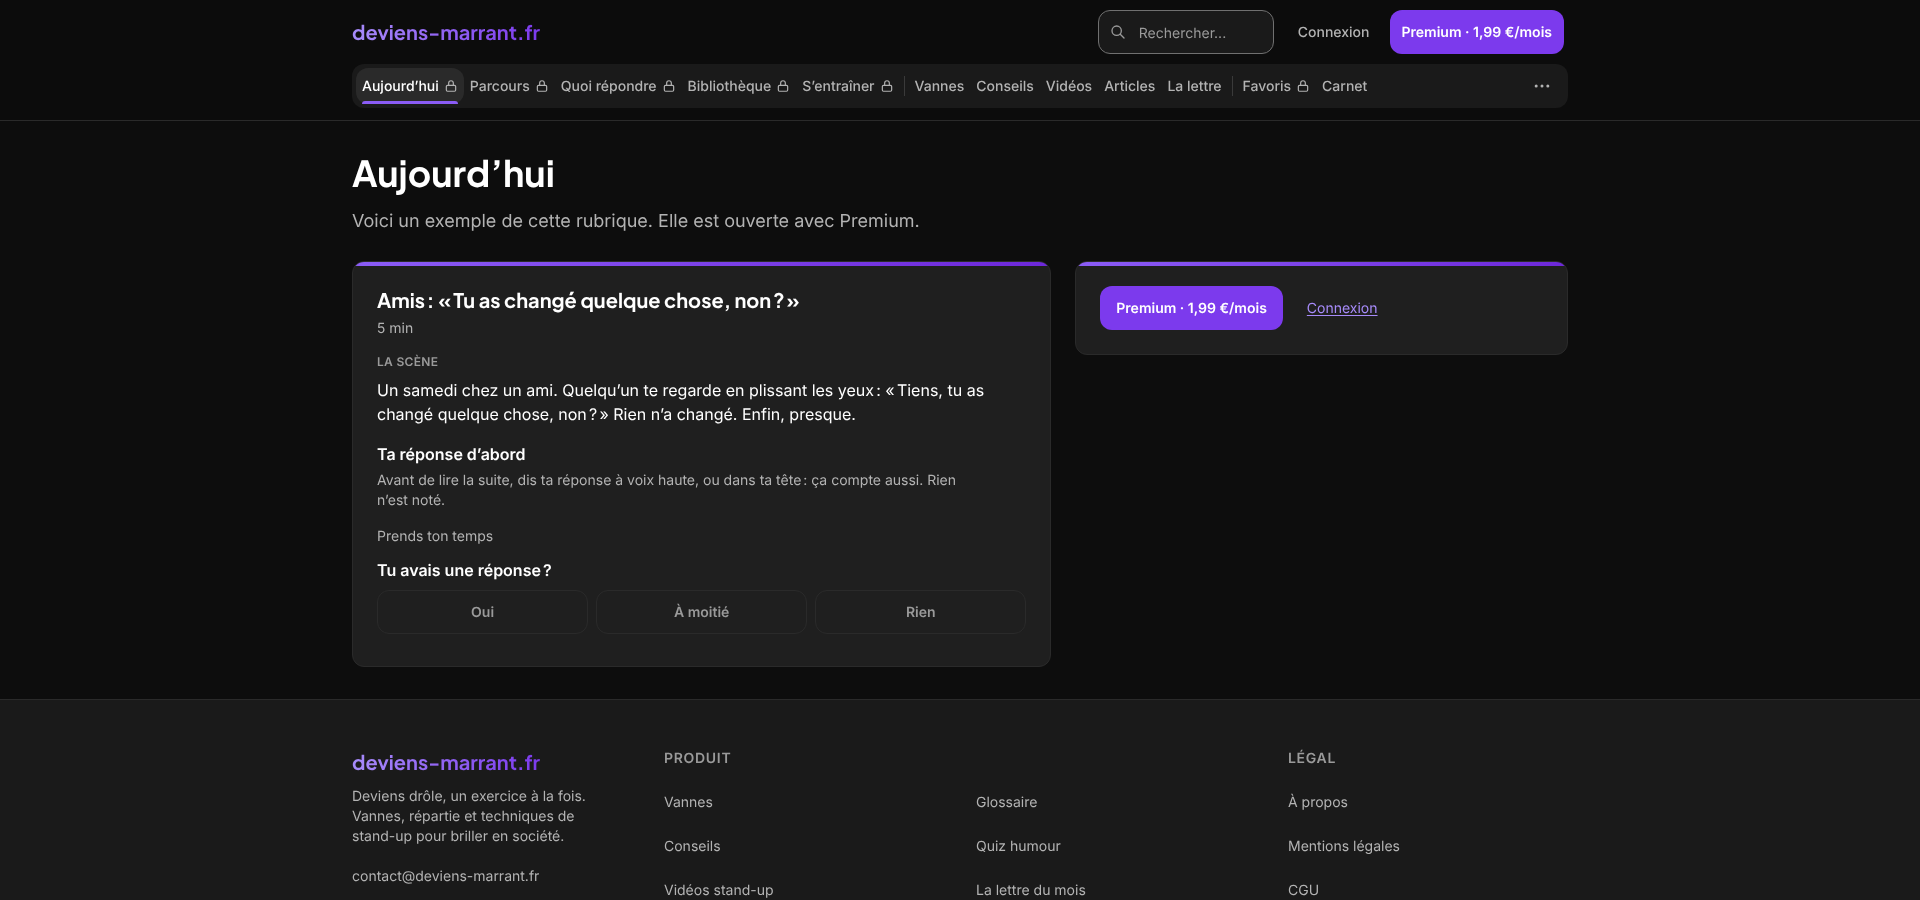 deviens-marrant.fr
Rechercher...
Connexion
Premium · 1,99 €/mois
Aujourd’hui
Parcours
Quoi répondre
Bibliothèque
S’entraîner
Vannes
Conseils
Vidéos
Articles
La lettre
Favoris
Carnet
Aujourd’hui
Voici un exemple de cette rubrique. Elle est ouverte avec Premium.
Amis : « Tu as changé quelque chose, non ? »
5 min
LA SCÈNE
Un samedi chez un ami. Quelqu’un te regarde en plissant les yeux : « Tiens, tu as
changé quelque chose, non ? » Rien n’a changé. Enfin, presque.
Ta réponse d’abord
Avant de lire la suite, dis ta réponse à voix haute, ou dans ta tête : ça compte aussi. Rien
n’est noté.
Prends ton temps
Tu avais une réponse ?
Oui
À moitié
Rien
Premium · 1,99 €/mois
Connexion
deviens-marrant.fr
Deviens drôle, un exercice à la fois.
Vannes, répartie et techniques de
stand-up pour briller en société.
contact@deviens-marrant.fr
PRODUIT
Vannes
Conseils
Vidéos stand-up
Glossaire
Quiz humour
La lettre du mois
LÉGAL
À propos
Mentions légales
CGU